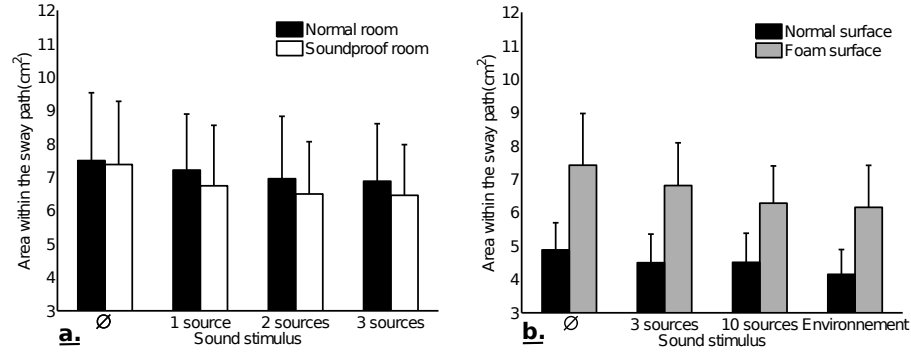 12
11
10
9
8
7
6
5
4
3
Area within the sway path(cm²)
Normal room
Soundproof room
∅
1 source
2 sources
3 sources
Sound stimulus
a.
12
11
10
9
8
7
6
5
4
3
Area within the sway path(cm²)
Normal surface
Foam surface
∅
3 sources
10 sources
Environnement
Sound stimulus
b.